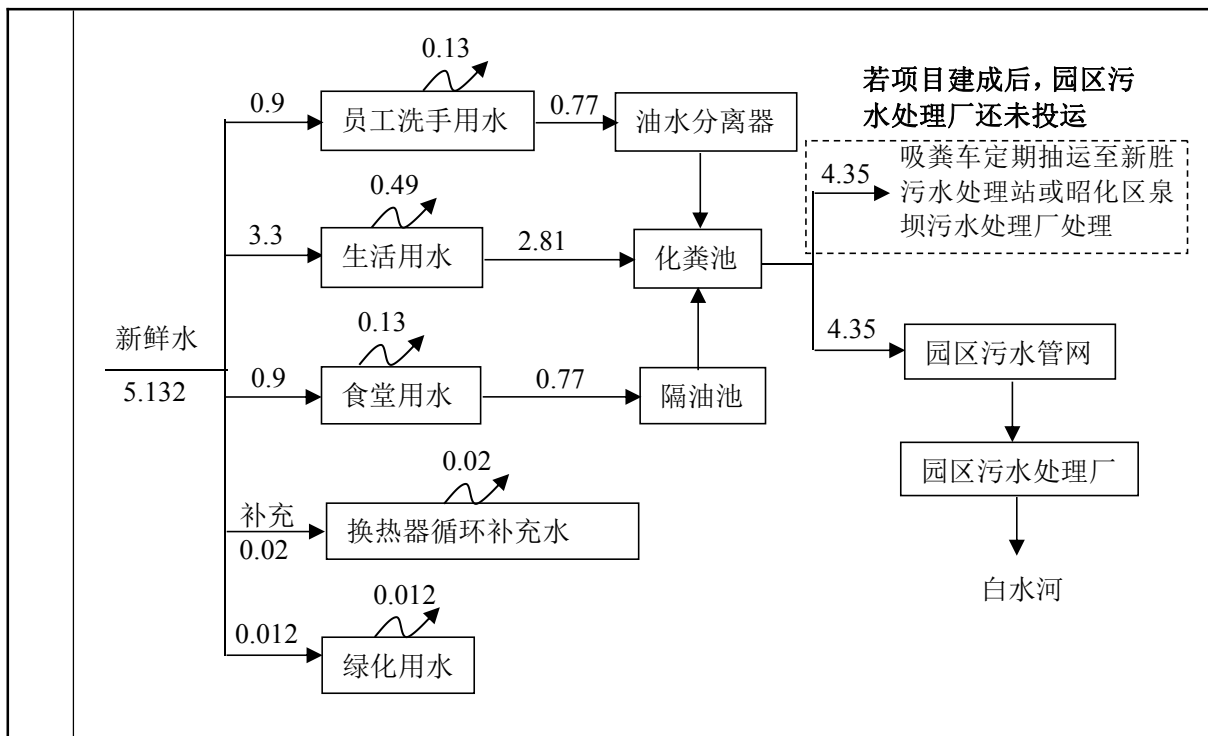 0.13
0.9
员工洗手用水
0.77
油水分离器
若项目建成后，园区污
水处理厂还未投运
4.35
吸粪车定期抽运至新胜
污水处理站或昭化区泉
坝污水处理厂处理
0.49
3.3
生活用水
2.81
化粪池
新鲜水
5.132
0.13
0.9
食堂用水
0.77
隔油池
4.35
园区污水管网
园区污水处理厂
白水河
0.02
补充
0.02
换热器循环补充水
0.012
0.012
绿化用水